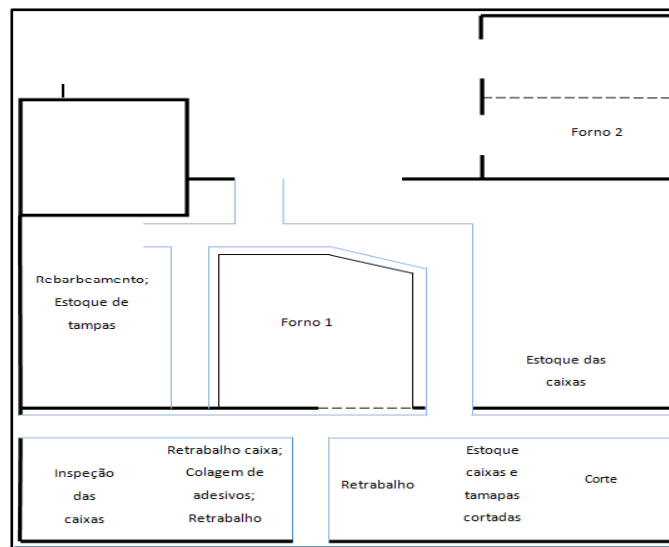 Forno 2
Rebarbeamento;
Estoque de
tampas
Forno 1
Estoque das
caixas
Inspeção
das
caixas
Retrabalho caixa;
Colagem de
adesivos;
Retrabalho
Retrabalho
Estoque
caixas e
tamapas
cortadas
Corte